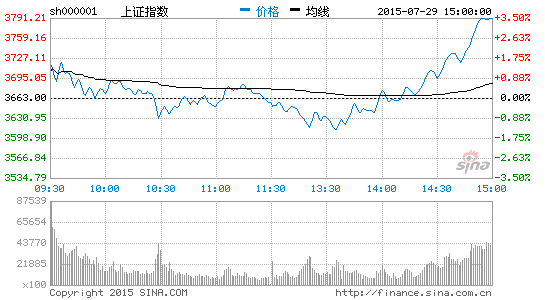 sh000001 上证指数 价格 均线 2015-07-29 15:00:00
3791.21 +3.50%
3759.16 +2.63%
3727.11 +1.75%
3695.05 +0.88%
3663.00 0.00%
3630.95 -0.88%
3598.90 -1.75%
3566.84 -2.63%
3534.79 -3.50%
sina
新浪财经
09:30 10:00 10:30 11:00 11:30 13:30 14:00 14:30 15:00
87539
65654
43770
21885
x100
Copyright 2015 SINA.COM http://finance.sina.com.cn